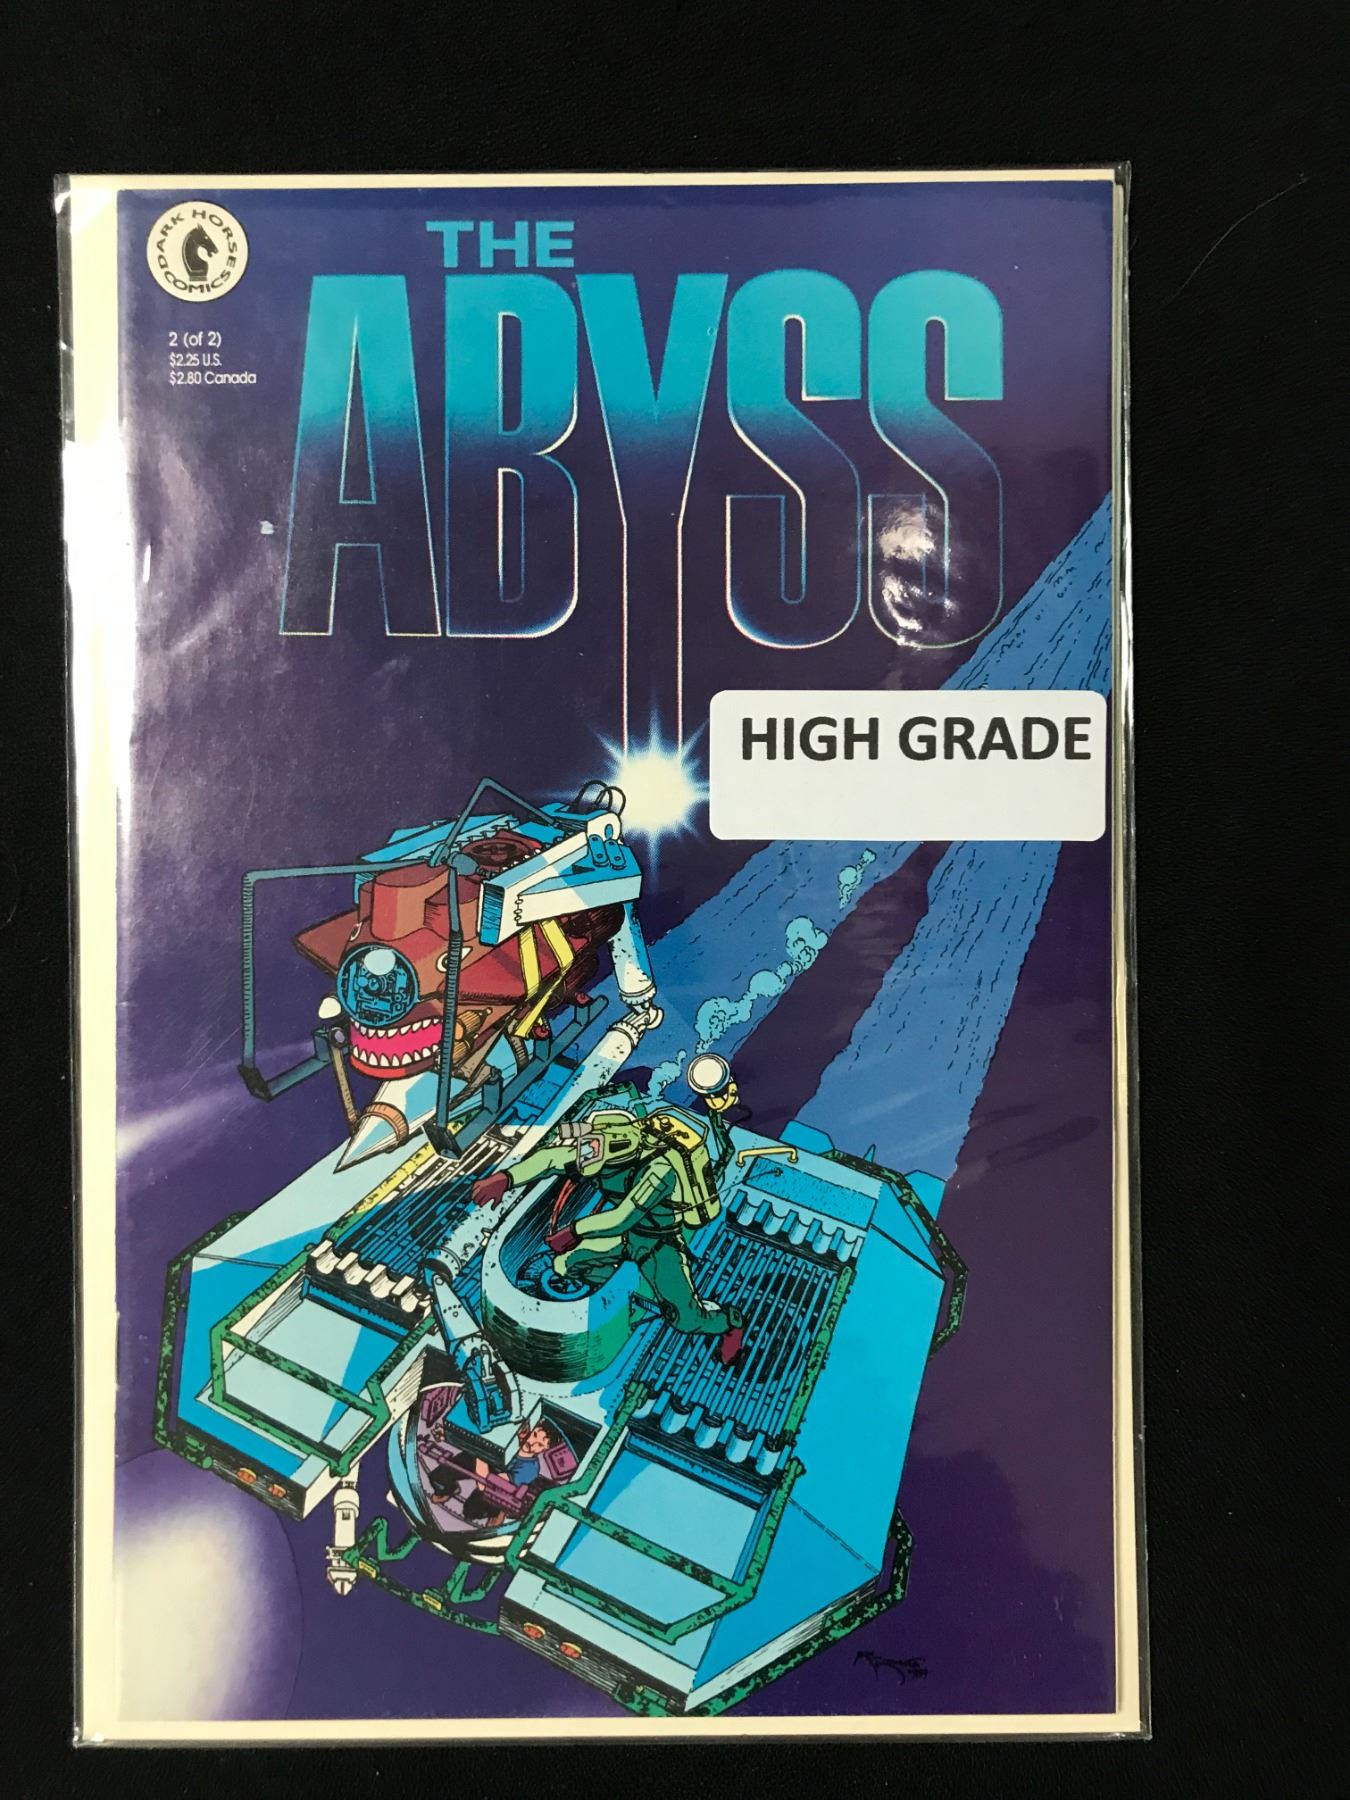 DARK HORSE
COMICS
2 (of 2)
$2.25 U.S.
$2.80 Canada
THE
ABYSS
HIGH GRADE